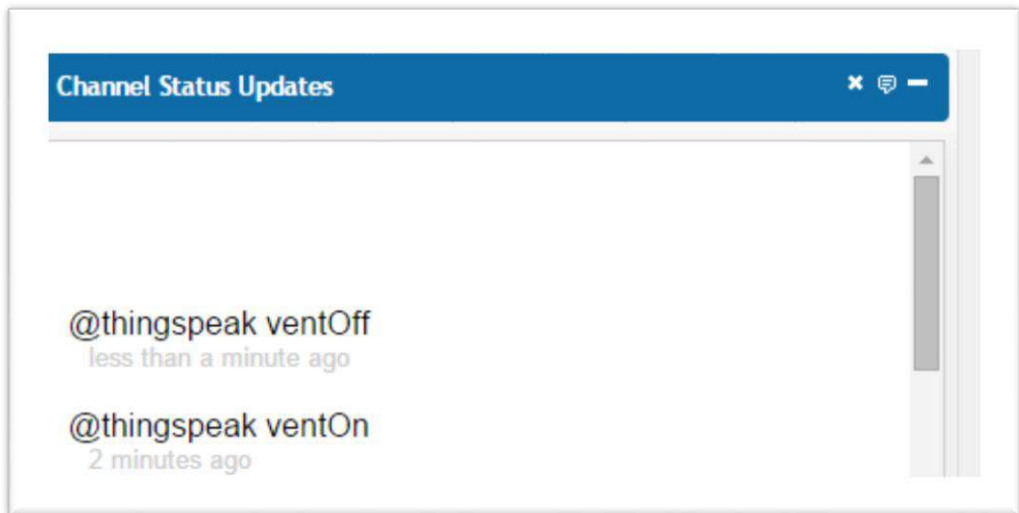 Channel Status Updates
@thingspeak ventOff
less than a minute ago
@thingspeak ventOn
2 minutes ago